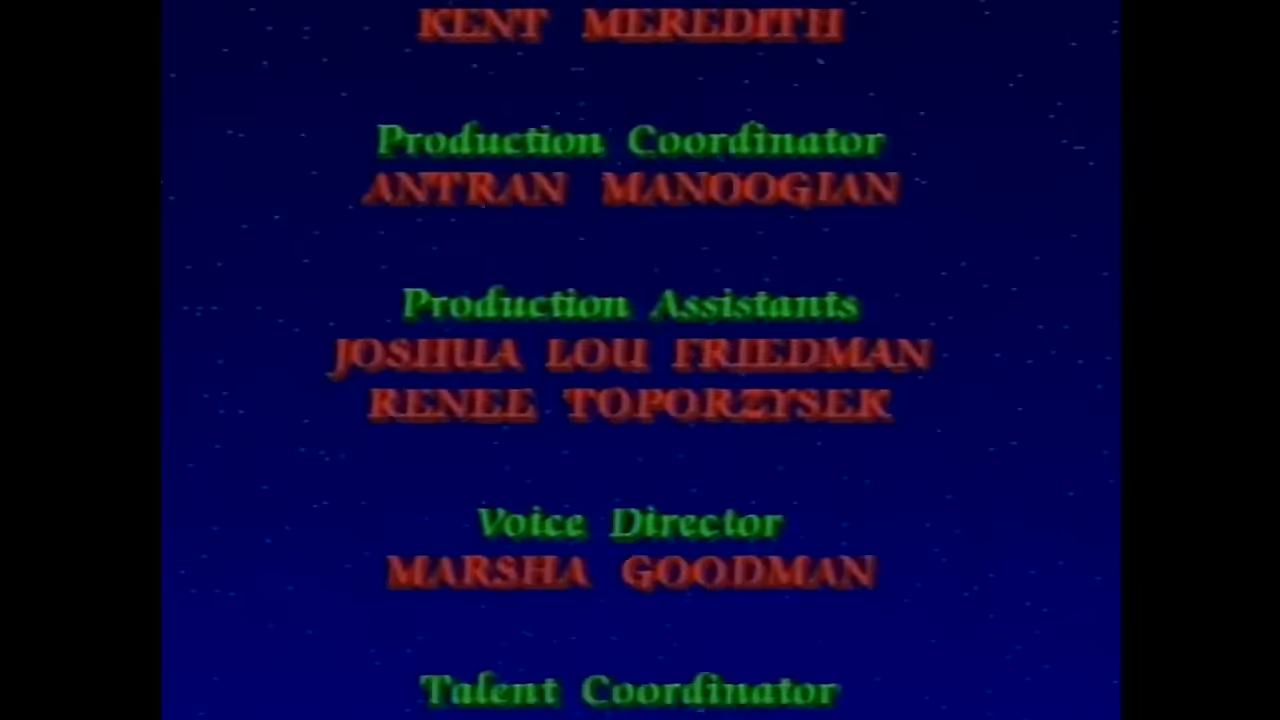 KENT MEREDITH
Production Coordinator
ANTRAN MANOOGIAN
Production Assistants
JOSHUA LOU FRIEDMAN
RENEE TOPORZYSEK
Voice Director
MARSHA GOODMAN
Talent Coordinator